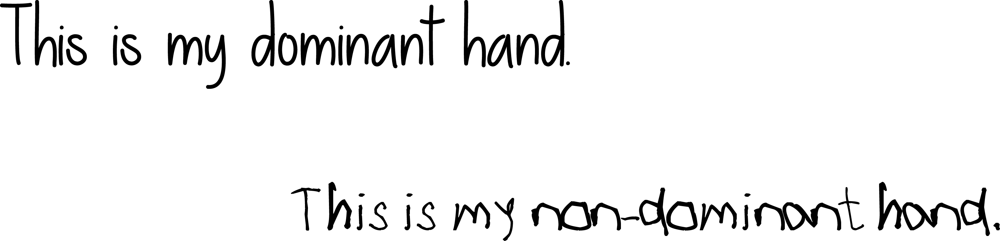 This is my dominant hand.
This is my non-dominant hand.